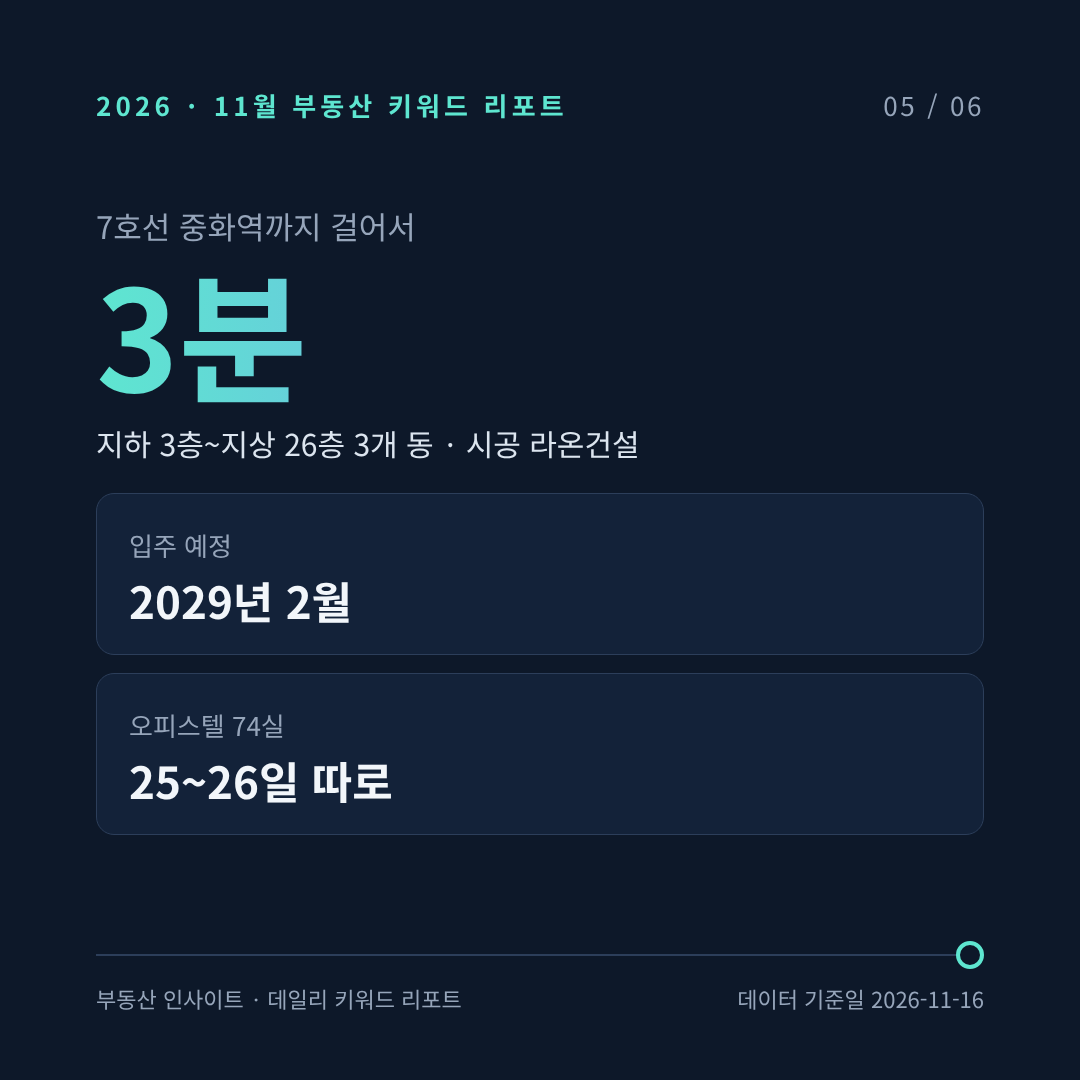 2026 · 11월 부동산 키워드 리포트
05 / 06
7호선 중화역까지 걸어서
3분
지하 3층~지상 26층 3개 동 · 시공 라온건설
입주 예정
2029년 2월
오피스텔 74실
25~26일 따로
부동산 인사이트 · 데일리 키워드 리포트
데이터 기준일 2026-11-16